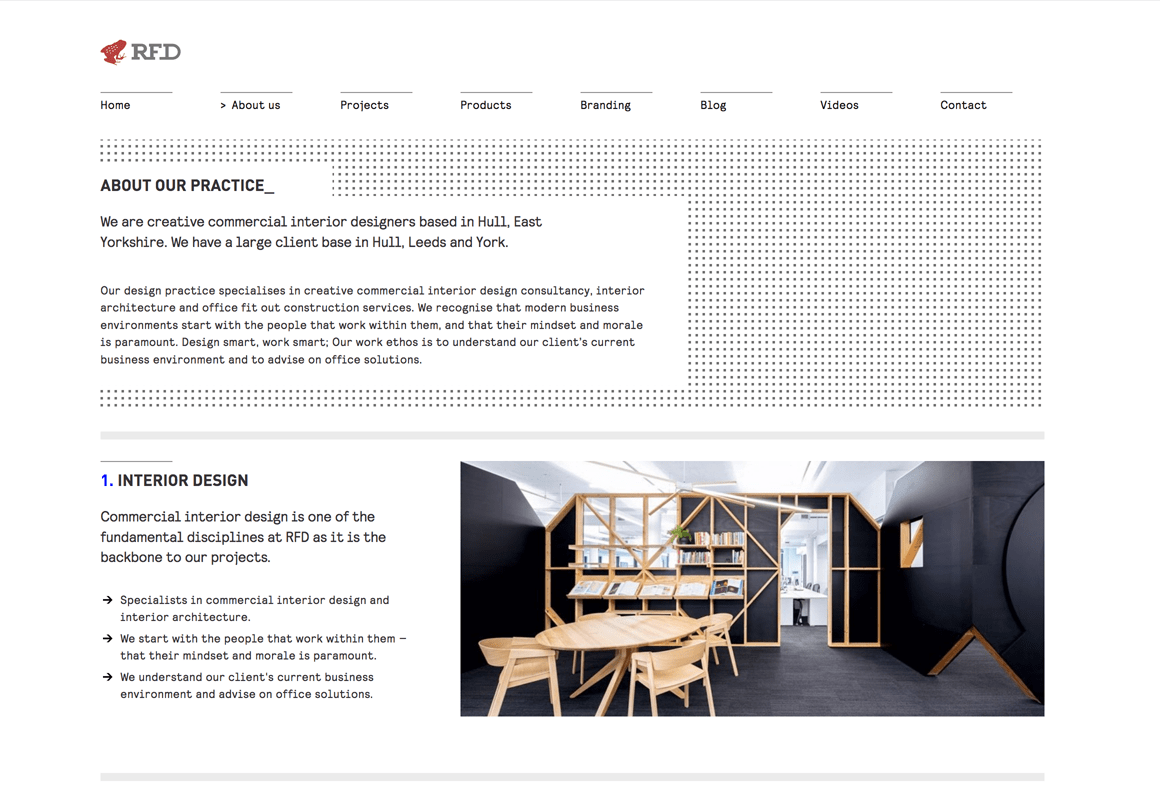 RFD
Home
> About us
Projects
Products
Branding
Blog
Videos
Contact
ABOUT OUR PRACTICE_
We are creative commercial interior designers based in Hull, East
Yorkshire. We have a large client base in Hull, Leeds and York.
Our design practice specialises in creative commercial interior design consultancy, interior
architecture and office fit out construction services. We recognise that modern business
environments start with the people that work within them, and that their mindset and morale
is paramount. Design smart, work smart; Our work ethos is to understand our client's current
business environment and to advise on office solutions.
1. INTERIOR DESIGN
Commercial interior design is one of the
fundamental disciplines at RFD as it is the
backbone to our projects.
→ Specialists in commercial interior design and
interior architecture.
→ We start with the people that work within them –
that their mindset and morale is paramount.
→ We understand our client's current business
environment and advise on office solutions.